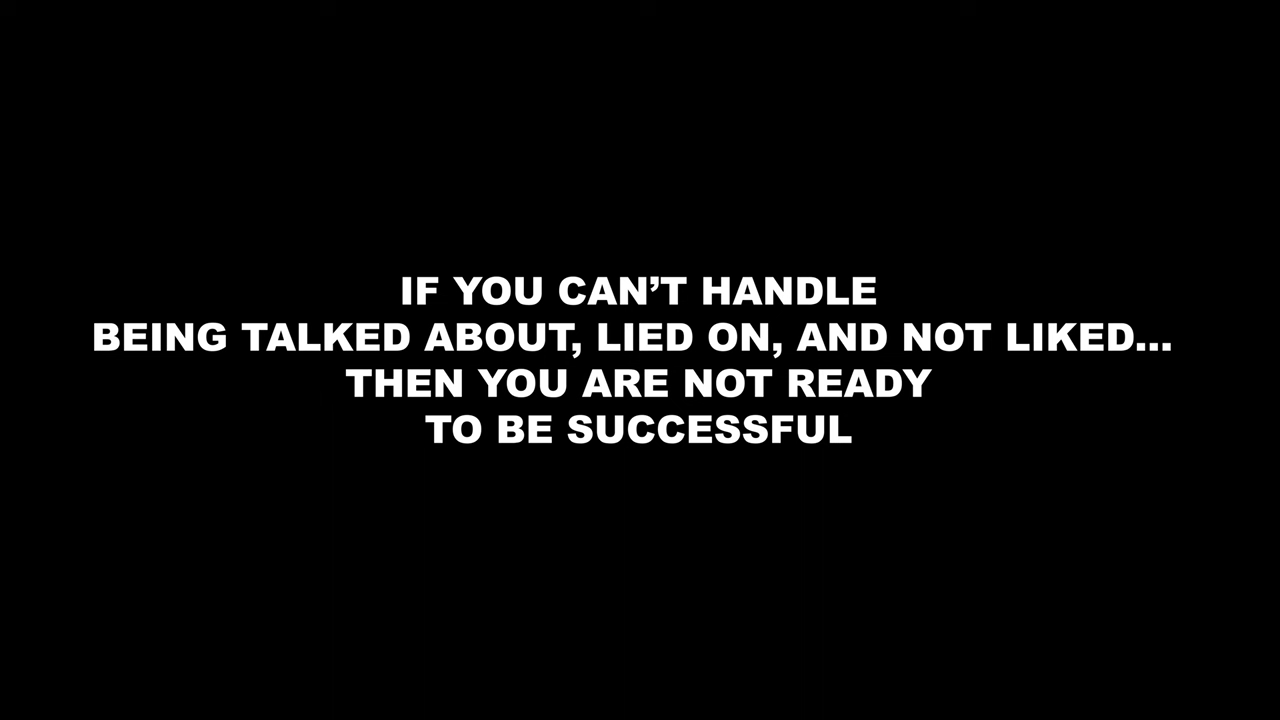 IF YOU CAN’T HANDLE
BEING TALKED ABOUT, LIED ON, AND NOT LIKED...
THEN YOU ARE NOT READY
TO BE SUCCESSFUL